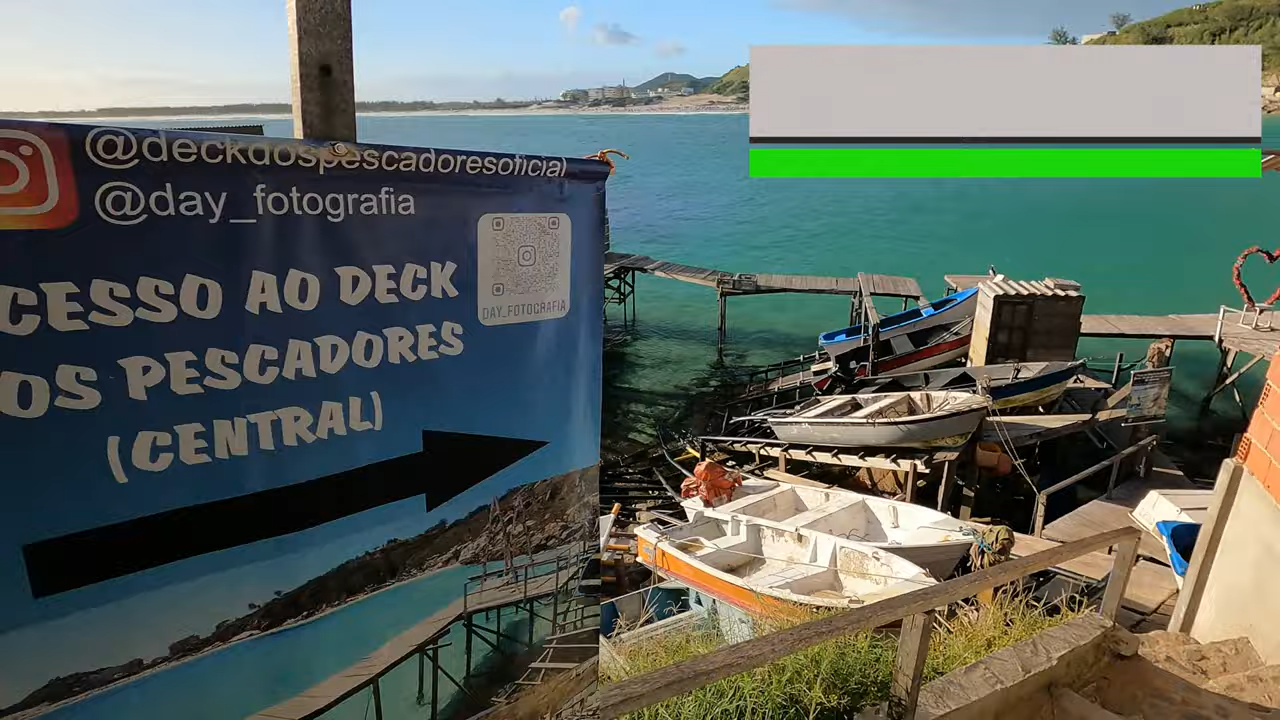 @deckdospescadoresoficial
@day_fotografia
DAY_FOTOGRAFIA
CESSO AO DECK
OS PESCADORES
(CENTRAL)